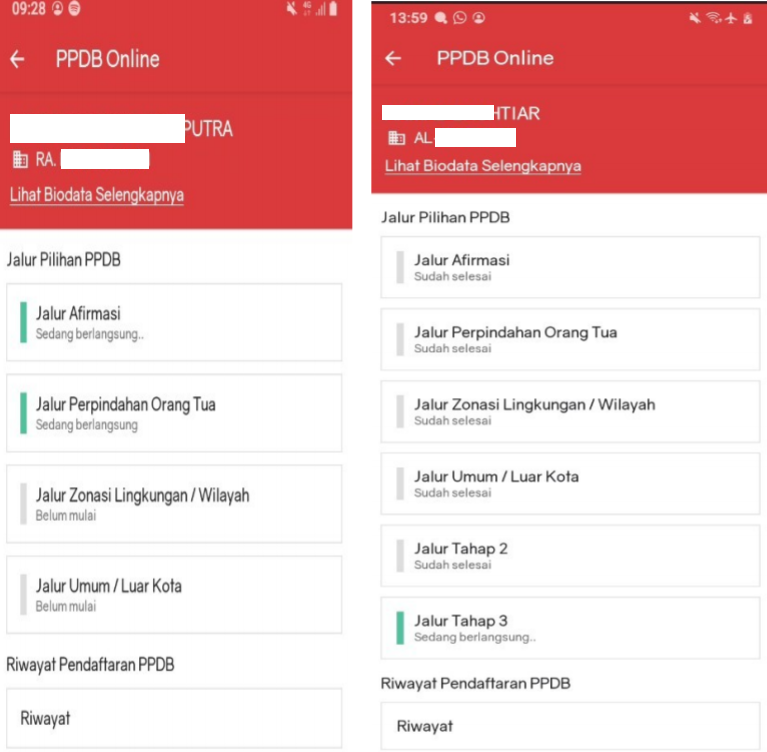 09:28
PPDB Online
PUTRA
RA.
Lihat Biodata Selengkapnya
Jalur Pilihan PPDB
Jalur Afirmasi
Sedang berlangsung..
Jalur Perpindahan Orang Tua
Sedang berlangsung
Jalur Zonasi Lingkungan / Wilayah
Belum mulai
Jalur Umum / Luar Kota
Belum mulai
Riwayat Pendaftaran PPDB
Riwayat
13:59
PPDB Online
HTIAR
AL-
Lihat Biodata Selengkapnya
Jalur Pilihan PPDB
Jalur Afirmasi
Sudah selesai
Jalur Perpindahan Orang Tua
Sudah selesai
Jalur Zonasi Lingkungan / Wilayah
Sudah selesai
Jalur Umum / Luar Kota
Sudah selesai
Jalur Tahap 2
Sudah selesai
Jalur Tahap 3
Sedang berlangsung..
Riwayat Pendaftaran PPDB
Riwayat